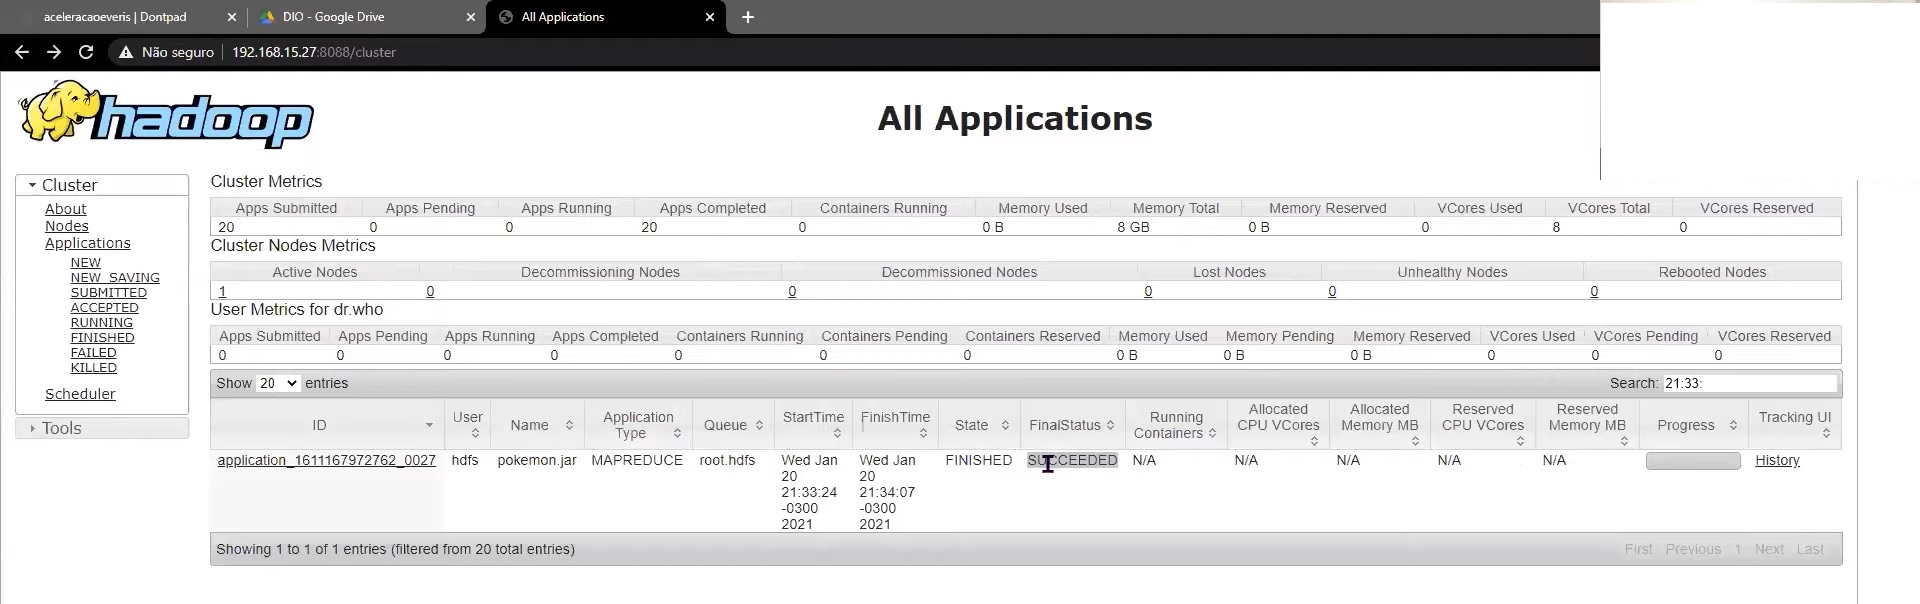 aceleracaoeveris | Dontpad
DIO - Google Drive
All Applications
Não seguro
192.168.15.27:8088/cluster
hadoop
All Applications
Cluster
About
Nodes
Applications
NEW
NEW_SAVING
SUBMITTED
ACCEPTED
RUNNING
FINISHED
FAILED
KILLED
Scheduler
Tools
Cluster Metrics
Apps Submitted Apps Pending Apps Running Apps Completed Containers Running Memory Used Memory Total Memory Reserved VCores Used VCores Total VCores Reserved
20 0 0 20 0 0 B 8 GB 0 B 0 8 0
Cluster Nodes Metrics
Active Nodes Decommissioning Nodes Decommissioned Nodes Lost Nodes Unhealthy Nodes Rebooted Nodes
1 0 0 0 0 0
User Metrics for dr.who
Apps Submitted Apps Pending Apps Running Apps Completed Containers Running Containers Pending Containers Reserved Memory Used Memory Pending Memory Reserved VCores Used VCores Pending VCores Reserved
0 0 0 0 0 0 0 0 B 0 B 0 B 0 0 0
Show 20 entries Search: 21:33:
ID User Name Application Type Queue StartTime FinishTime State FinalStatus Running Containers Allocated CPU VCores Allocated Memory MB Reserved CPU VCores Reserved Memory MB Progress Tracking UI
application_1611167972762_0027 hdfs pokemon.jar MAPREDUCE root.hdfs Wed Jan Wed Jan FINISHED SUCCEEDED N/A N/A N/A N/A N/A History
20 20
21:33:24 21:34:07
-0300 -0300
2021 2021
Showing 1 to 1 of 1 entries (filtered from 20 total entries) First Previous 1 Next Last